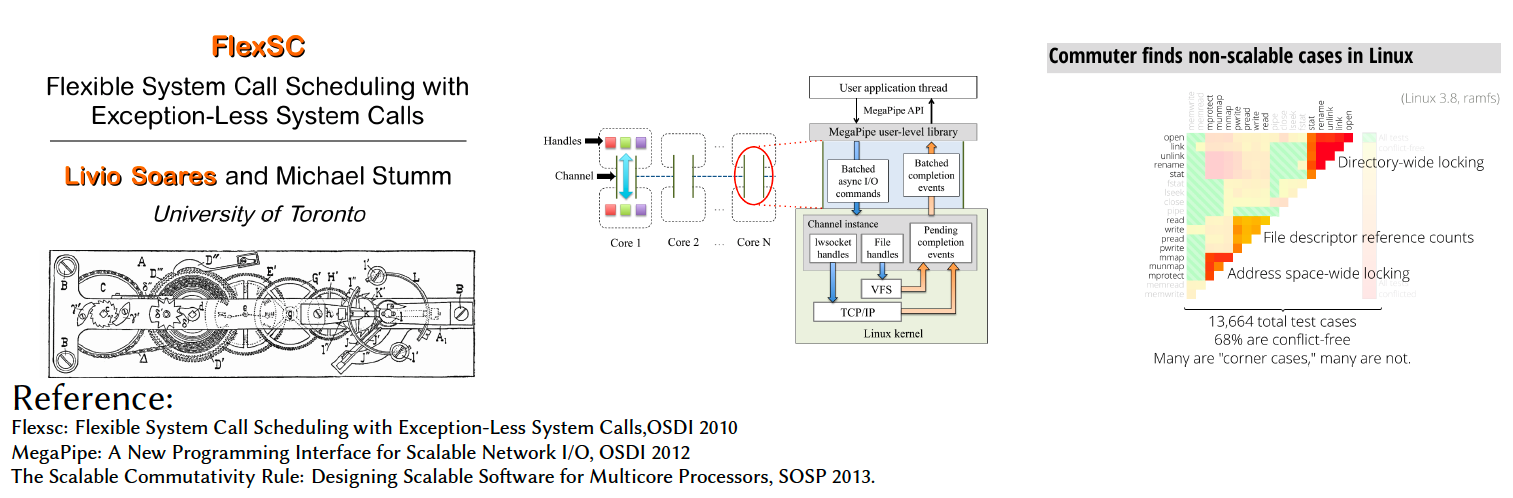 FlexSC
Flexible System Call Scheduling with
Exception-Less System Calls
Livio Soares and Michael Stumm
University of Toronto
Handles
Channel
Core 1
Core 2
...
Core N
User application thread
MegaPipe API
MegaPipe user-level library
Batched
async I/O
commands
Batched
completion
events
Channel instance
lwsocket
handles
File
handles
Pending
completion
events
VFS
TCP/IP
Linux kernel
Commuter finds non-scalable cases in Linux
(Linux 3.8, ramfs)
memwrite
memread
mprotect
munmap
mmap
pwrite
pread
write
read
pipe
close
lseek
fstat
stat
rename
unlink
link
open
open
link
unlink
rename
stat
fstat
lseek
close
pipe
read
write
pread
pwrite
mmap
munmap
mprotect
memread
memwrite
All tests
conflict-free
Directory-wide locking
File descriptor reference counts
Address space-wide locking
conflicted
13,664 total test cases
68% are conflict-free
Many are "corner cases," many are not.
Reference:
Flexsc: Flexible System Call Scheduling with Exception-Less System Calls,OSDI 2010
MegaPipe: A New Programming Interface for Scalable Network I/O, OSDI 2012
The Scalable Commutativity Rule: Designing Scalable Software for Multicore Processors, SOSP 2013.